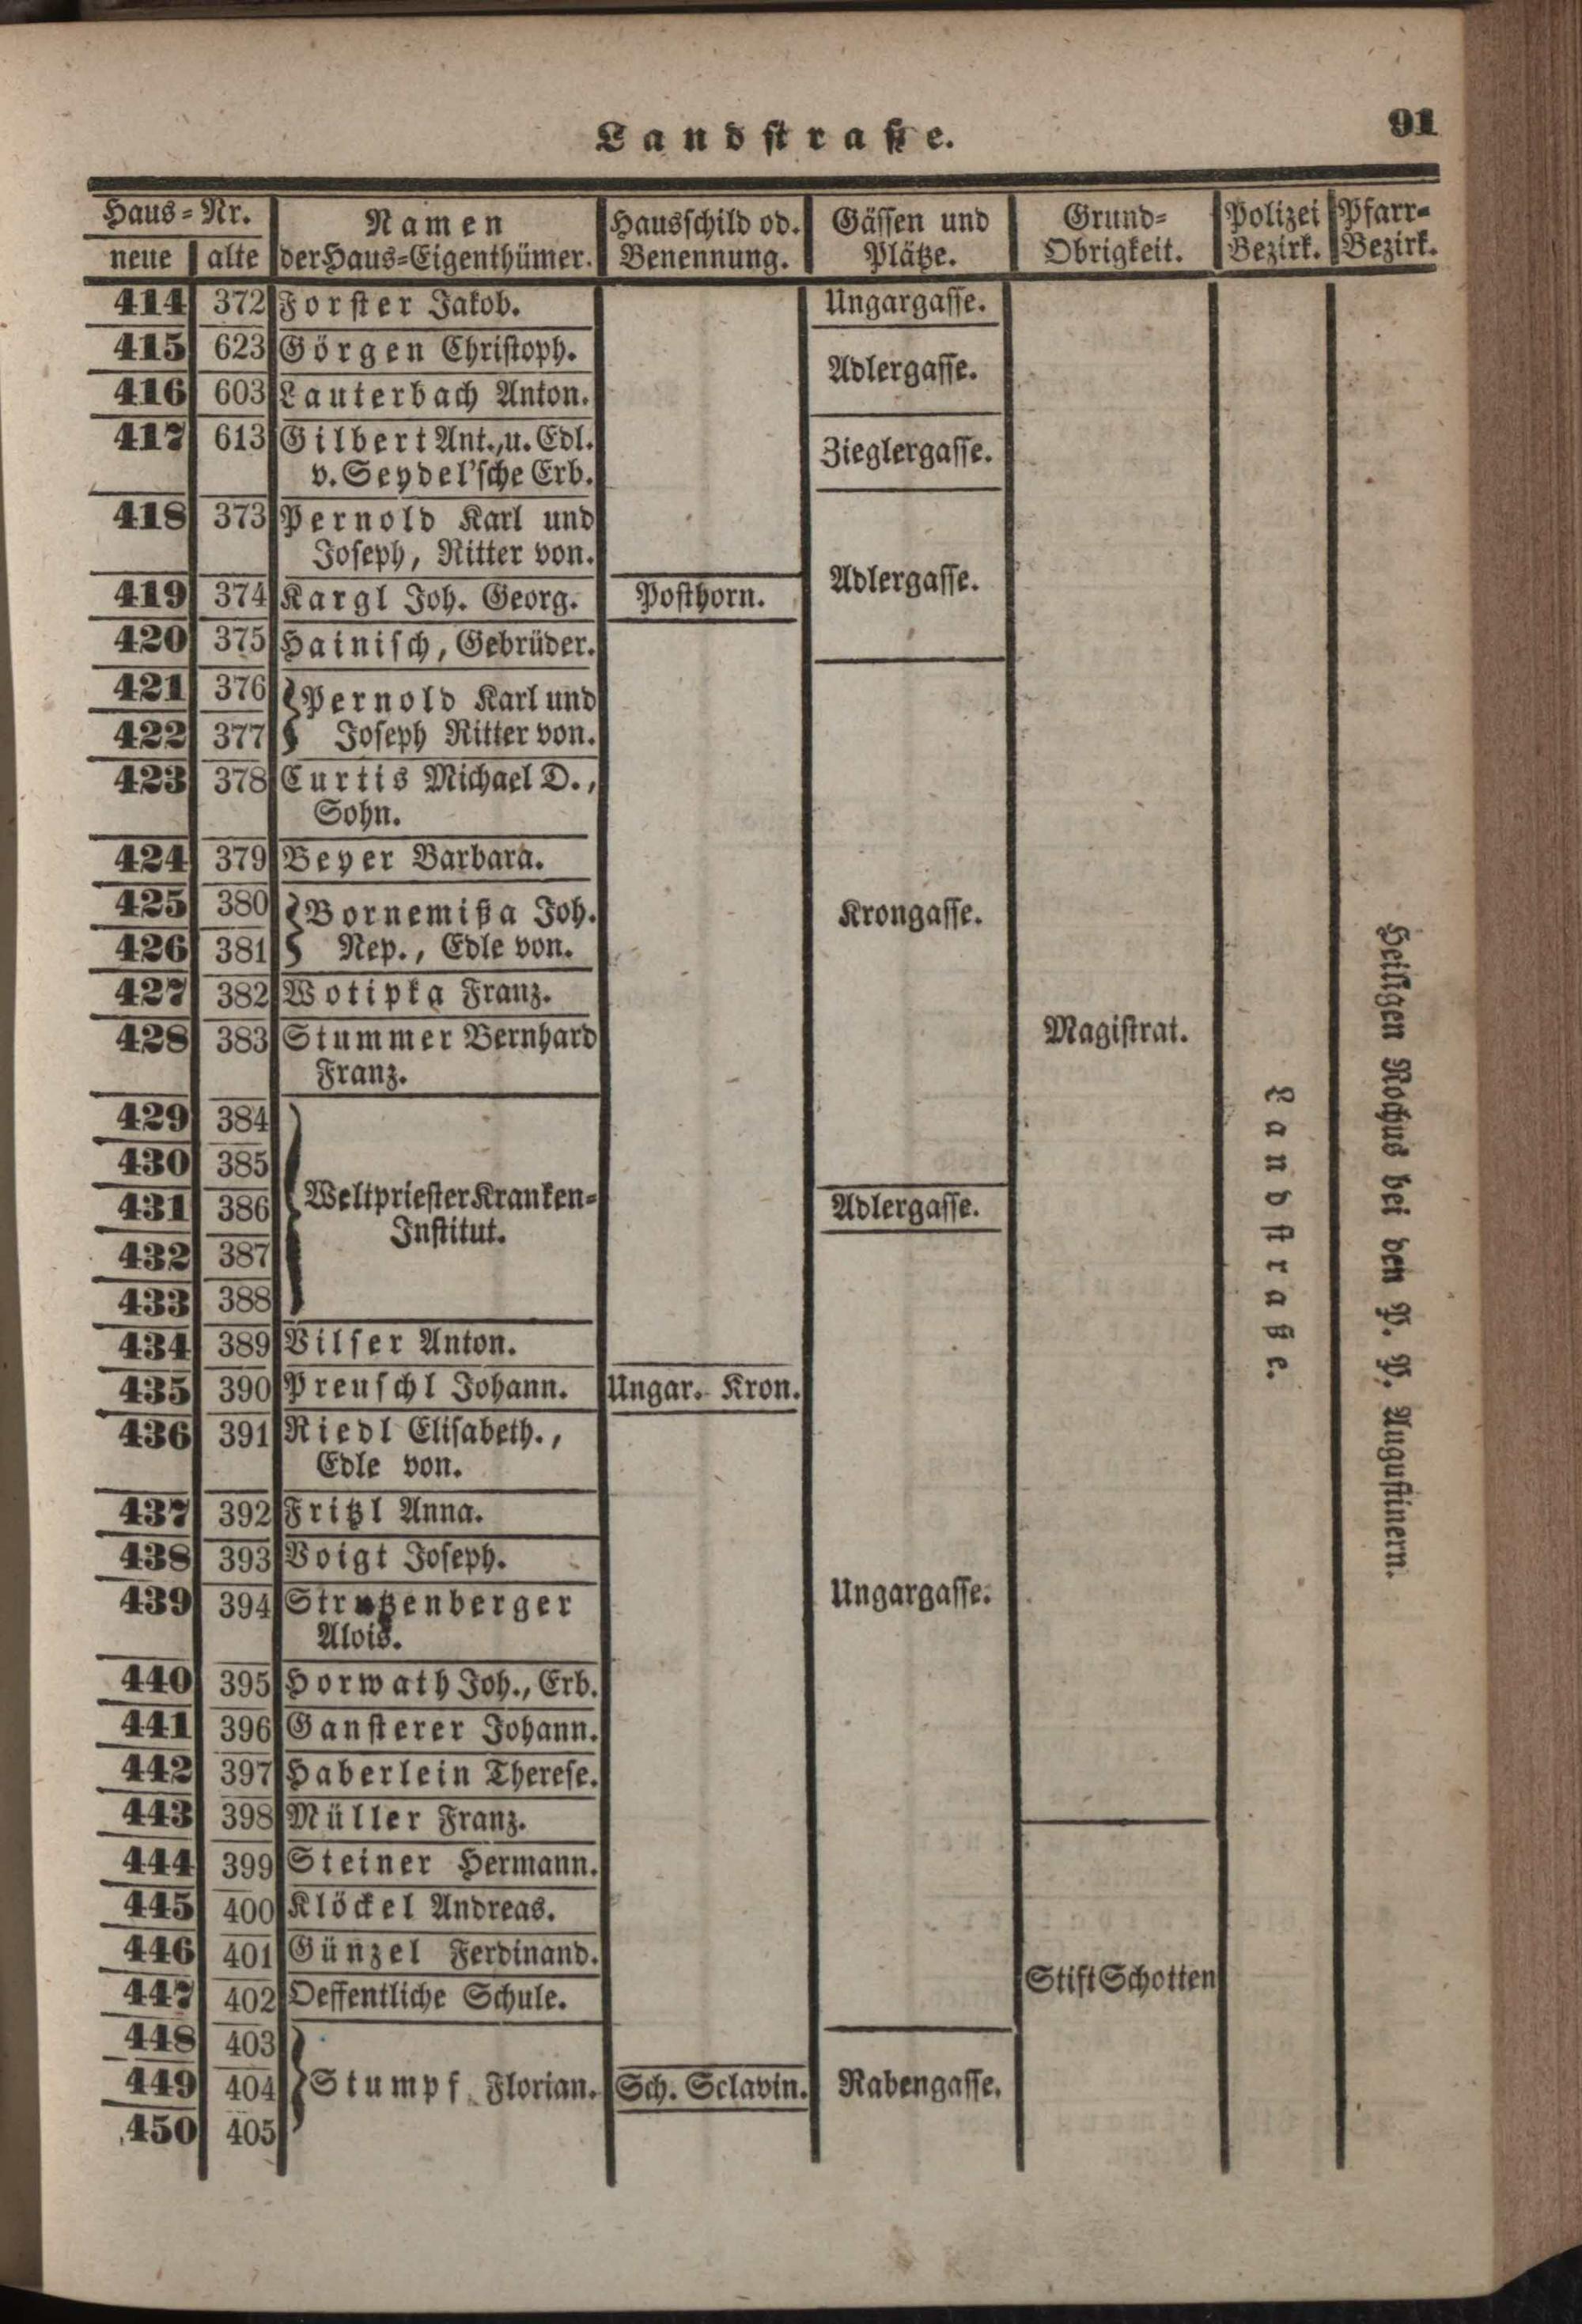 Landstraße.
91
Haus-Nr.
neue alte
Namen
der Haus-Eigenthümer.
Hausschild od.
Benennung.
Gässen und
Plätze.
Grund-
Obrigkeit.
Polizei
Bezirk.
Pfarr-
Bezirk.
414 372 Forster Jakob. Ungargasse.
415 623 Görgen Christoph.
Adlergasse.
416 603 Lauterbach Anton.
417 613 Gilbert Ant., u. Edl.
v. Seydel'sche Erb.
Zieglergasse.
418 373 Pernold Karl und
Joseph, Ritter von.
Adlergasse.
419 374 Kargl Joh. Georg. Posthorn.
420 375 Hainisch, Gebrüder.
421 376 Pernold Karl und
422 377 Joseph Ritter von.
423 378 Curtis Michael D.,
Sohn.
424 379 Beyer Barbara.
425 380 Bornemißa Joh. Krongasse.
426 381 Nep., Edle von.
427 382 Wotipka Franz.
428 383 Stummer Bernhard Magistrat.
Franz.
429 384
430 385
431 386 Weltpriester Kranken- Adlergasse.
Institut.
432 387
433 388
434 389 Vilser Anton.
435 390 Preuschl Johann. Ungar. Kron.
436 391 Riedl Elisabeth.,
Edle von.
437 392 Fritzl Anna.
438 393 Voigt Joseph.
439 394 Ungargasse.
Alois.
440 395 Horwath Joh., Erb.
441 396 Gansterer Johann.
442 397 Haberlein Therese.
443 398 Müller Franz.
444 399 Steiner Hermann.
445 400 Klöckel Andreas.
446 401 Günzel Ferdinand.
Stift Schotten
447 402 Oeffentliche Schule.
448 403
449 404 Stumpf Florian. Sch. Sclavin. Rabengasse.
450 405
Landstraße.
Heiligen Rochus bei den P. P. Augustinern.